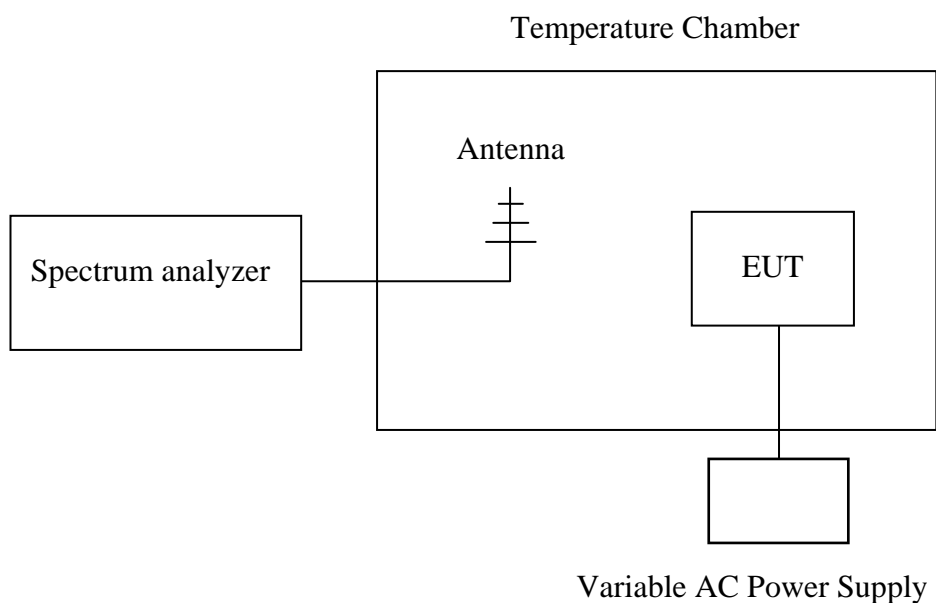 Temperature Chamber
Antenna
Spectrum analyzer
EUT
Variable AC Power Supply